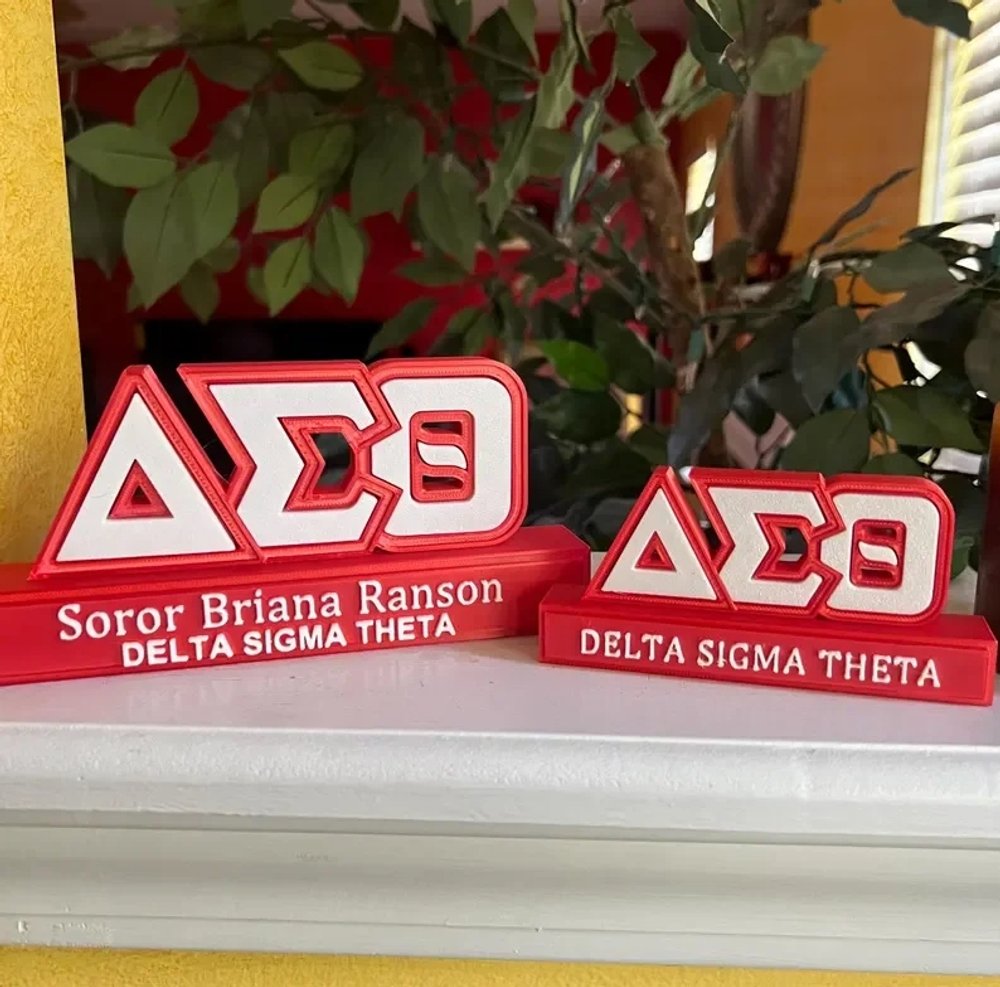 ΔΣΘ
Soror Briana Ranson
DELTA SIGMA THETA
ΔΣΘ
DELTA SIGMA THETA